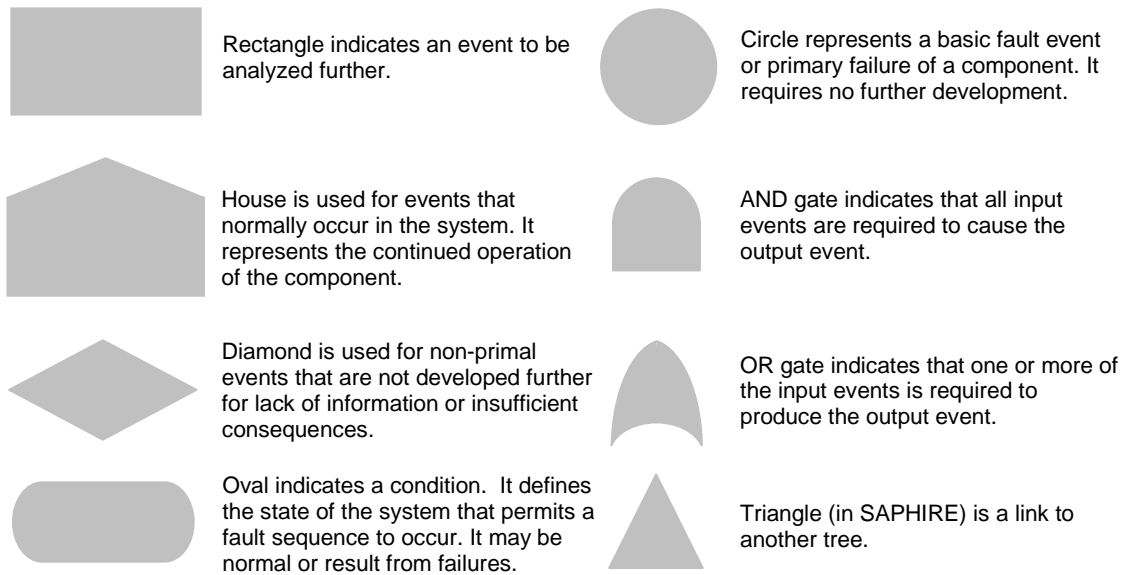 Rectangle indicates an event to be
analyzed further.
Circle represents a basic fault event
or primary failure of a component. It
requires no further development.
House is used for events that
normally occur in the system. It
represents the continued operation
of the component.
AND gate indicates that all input
events are required to cause the
output event.
Diamond is used for non-primal
events that are not developed further
for lack of information or insufficient
consequences.
OR gate indicates that one or more of
the input events is required to
produce the output event.
Oval indicates a condition.  It defines
the state of the system that permits a
fault sequence to occur. It may be
normal or result from failures.
Triangle (in SAPHIRE) is a link to
another tree.